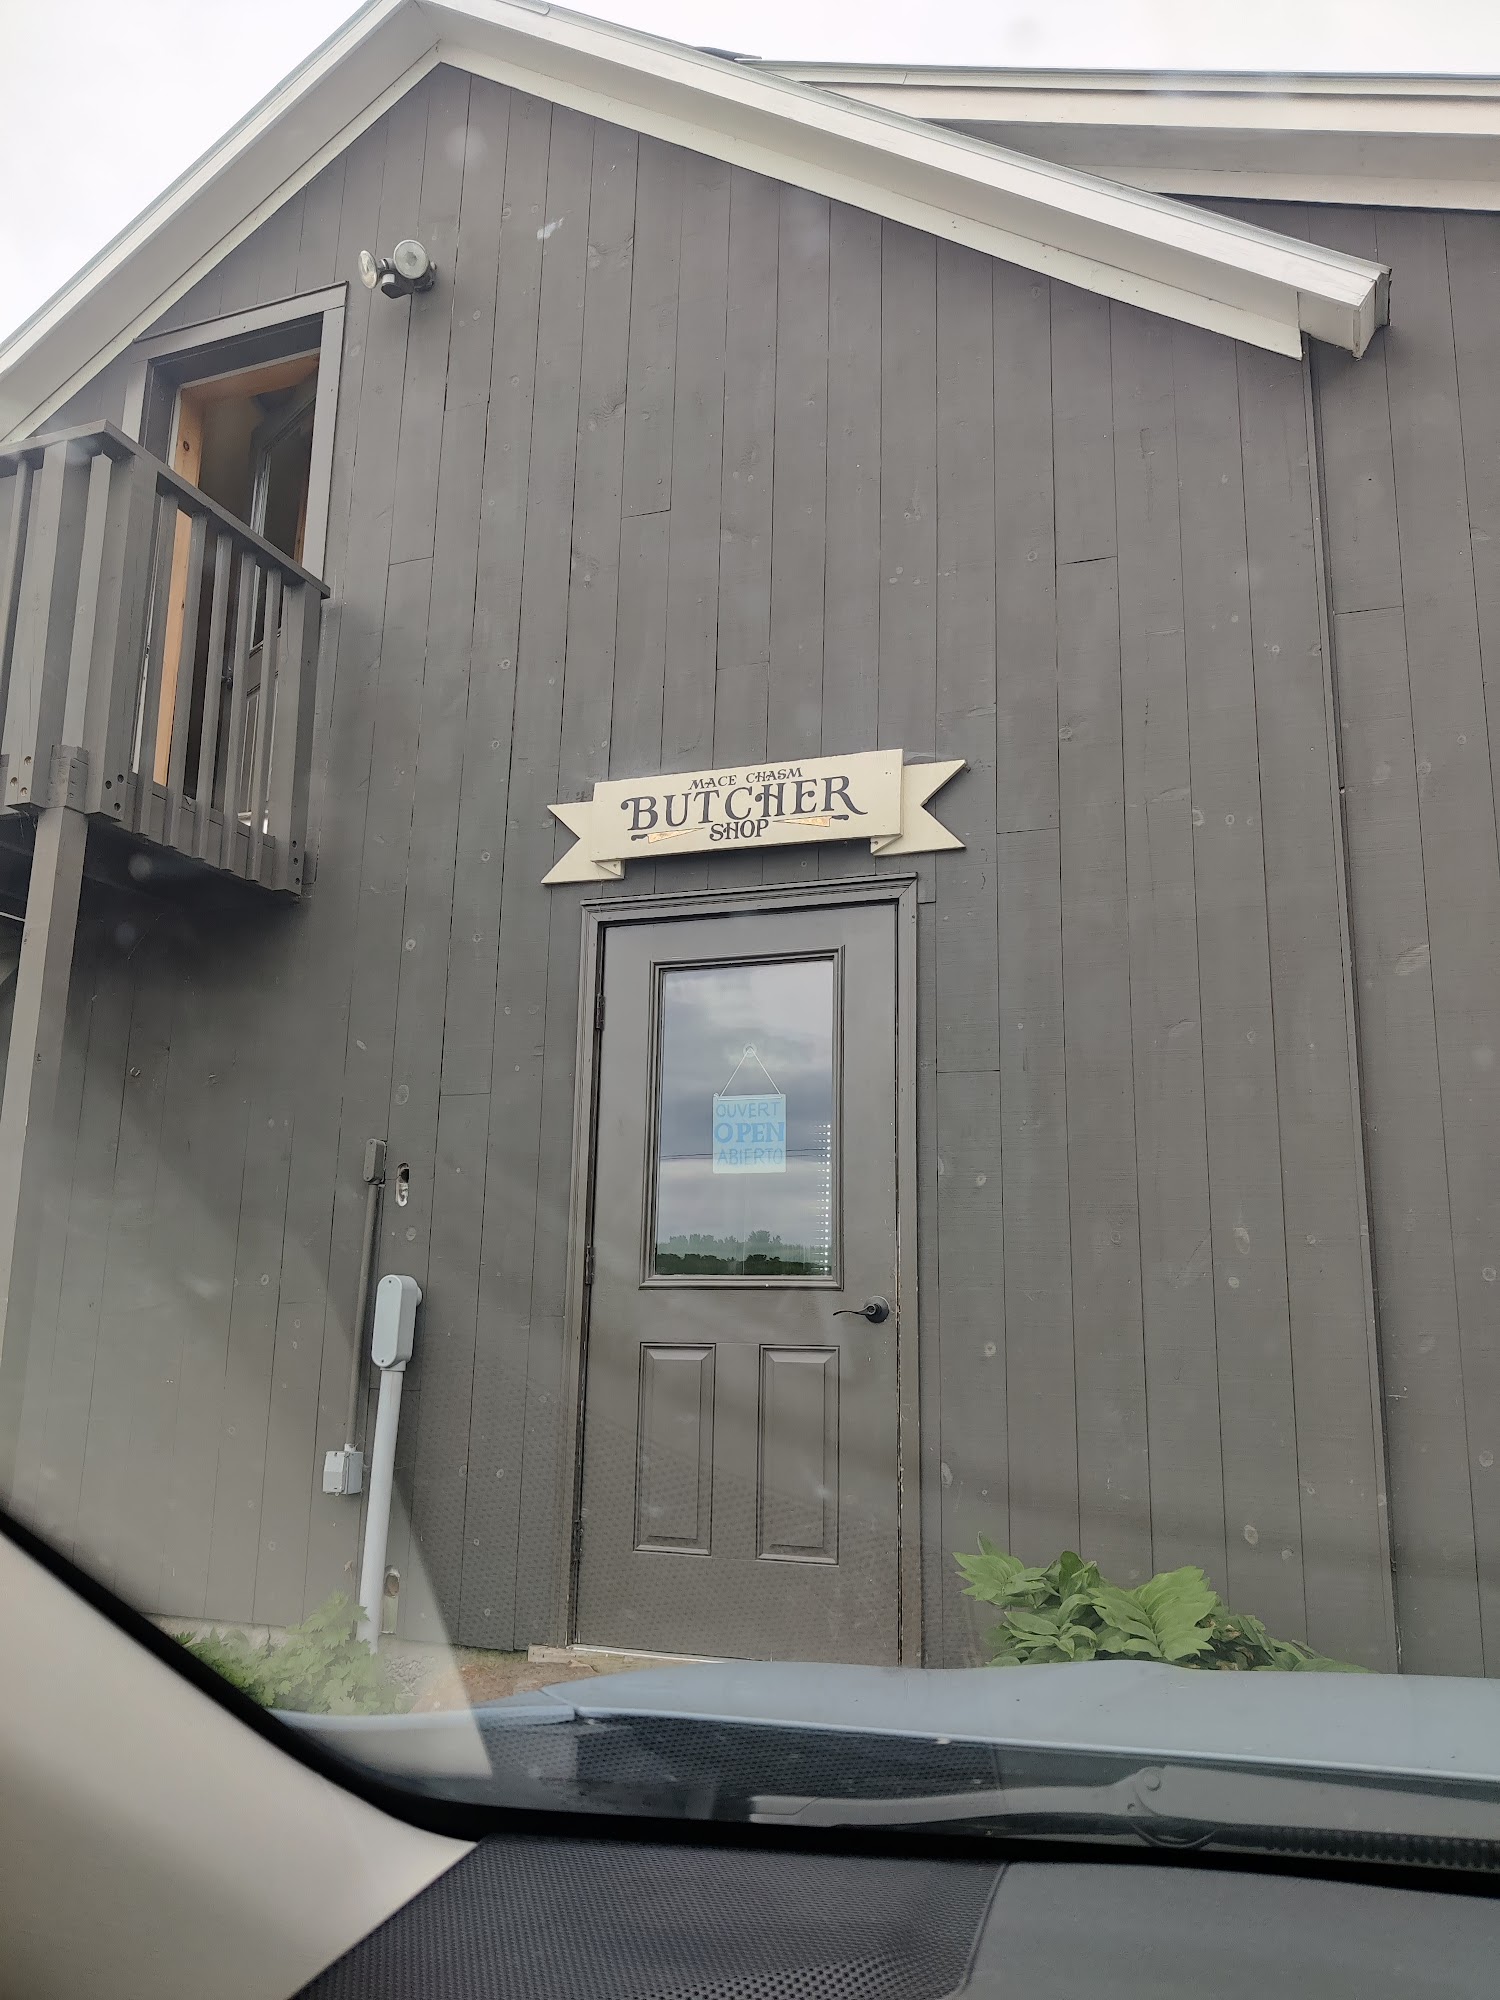 MACE CHASM
BUTCHER
SHOP
OUVERT
OPEN
ABIERTO